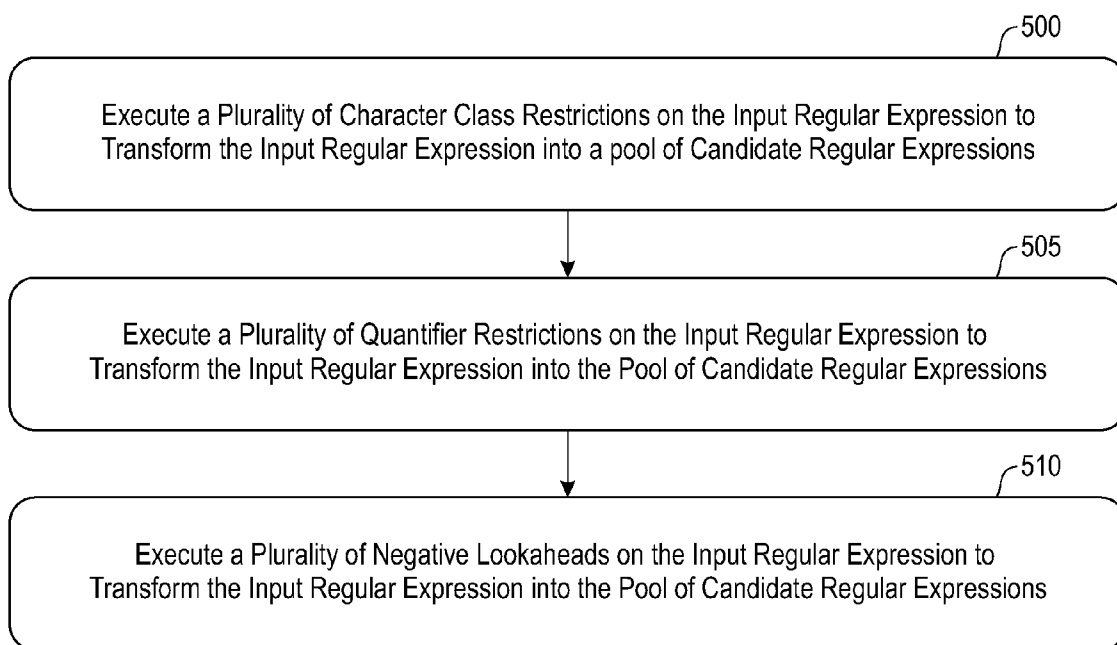 500
Execute a Plurality of Character Class Restrictions on the Input Regular Expression to
Transform the Input Regular Expression into a pool of Candidate Regular Expressions
505
Execute a Plurality of Quantifier Restrictions on the Input Regular Expression to
Transform the Input Regular Expression into the Pool of Candidate Regular Expressions
510
Execute a Plurality of Negative Lookaheads on the Input Regular Expression to
Transform the Input Regular Expression into the Pool of Candidate Regular Expressions